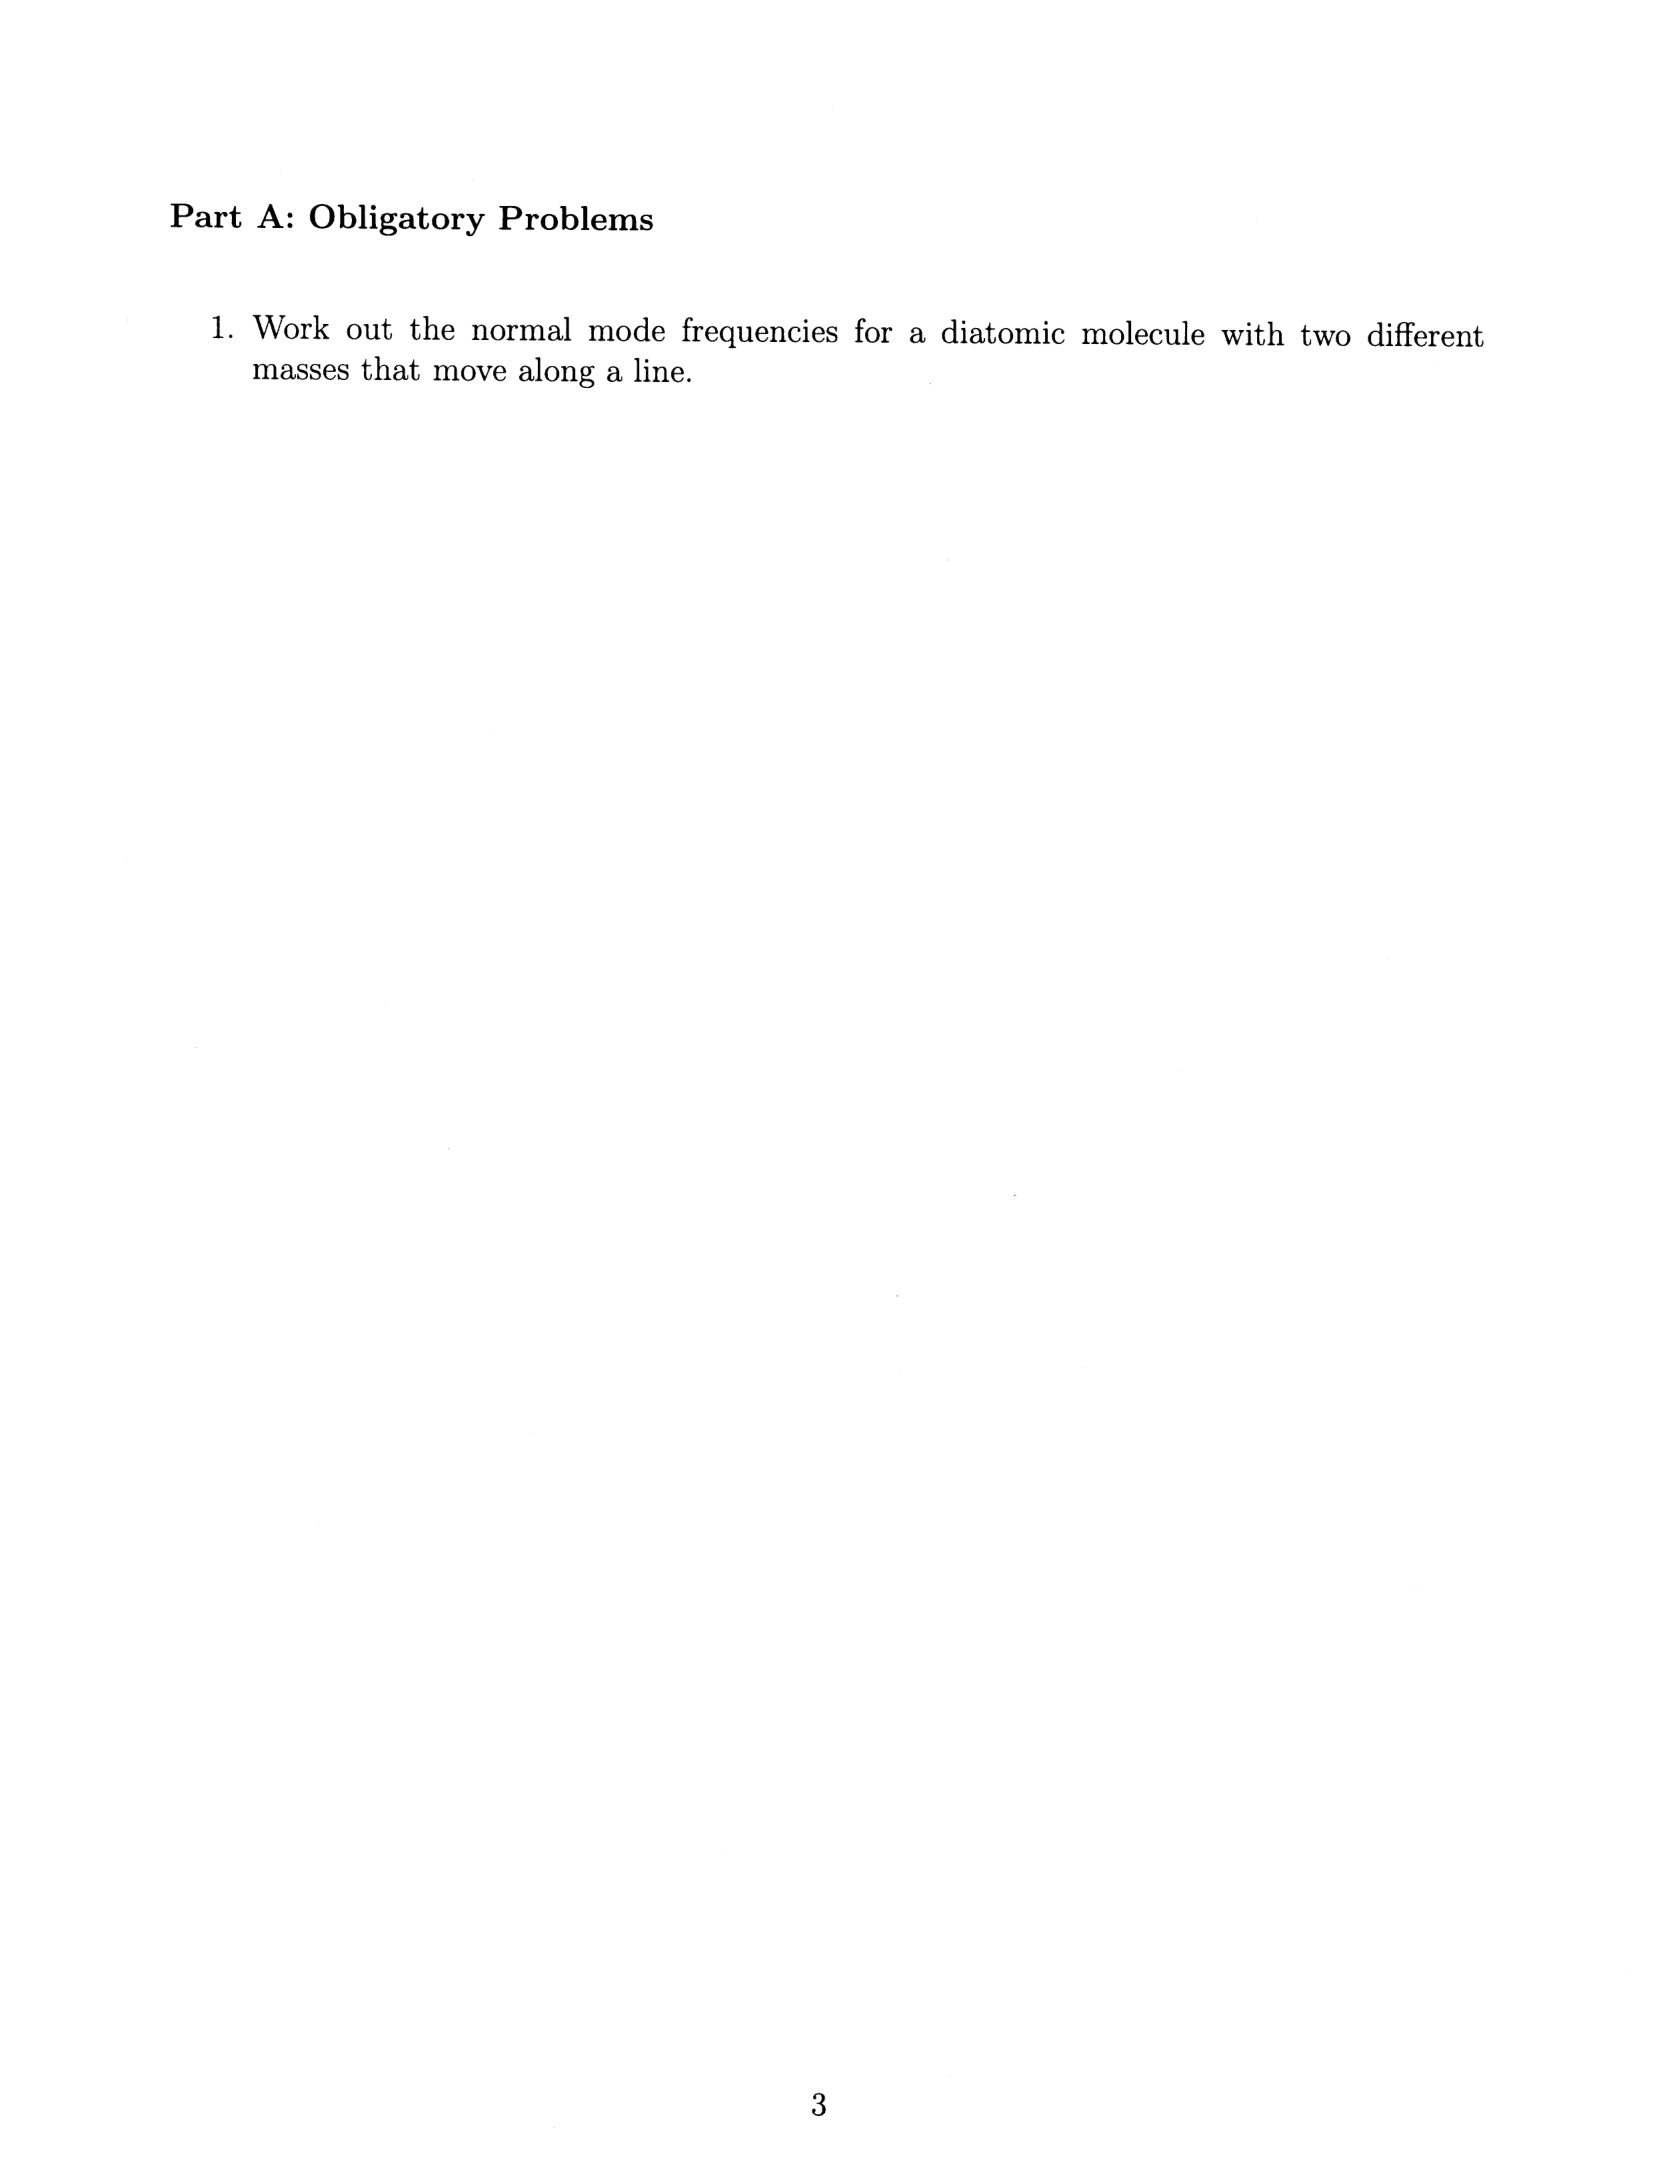 Part A: Obligatory Problems
1. Work out the normal mode frequencies for a diatomic molecule with two different
masses that move along a line.
3